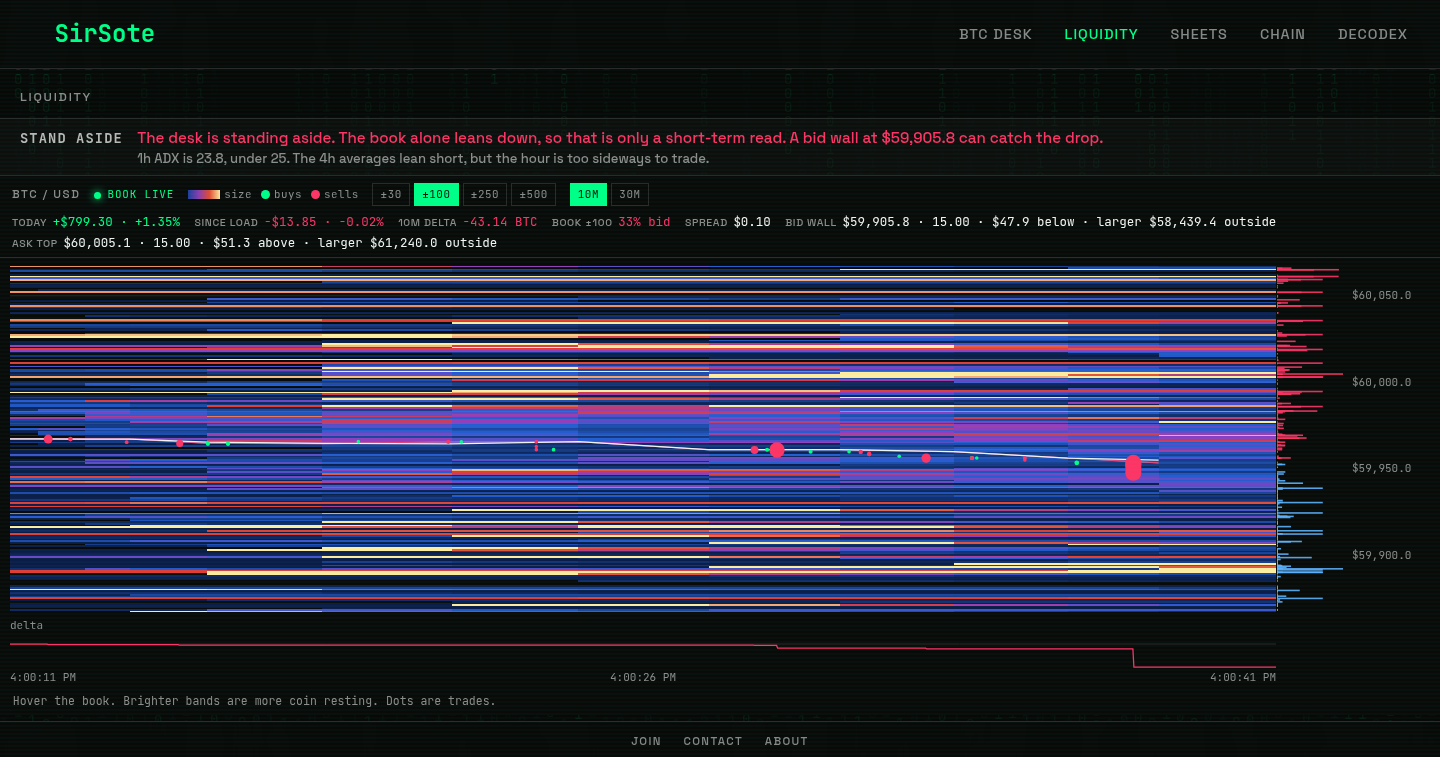 SirSote
BTC DESK LIQUIDITY SHEETS CHAIN DECODEX
LIQUIDITY
STAND ASIDE The desk is standing aside. The book alone leans down, so that is only a short-term read. A bid wall at $59,905.8 can catch the drop.
1h ADX is 23.8, under 25. The 4h averages lean short, but the hour is too sideways to trade.
BTC / USD BOOK LIVE size buys sells ±30 ±100 ±250 ±500 10M 30M
TODAY +$799.30 · +1.35% SINCE LOAD -$13.85 · -0.02% 10M DELTA -43.14 BTC BOOK ±100 33% bid SPREAD $0.10 BID WALL $59,905.8 · 15.00 · $47.9 below · larger $58,439.4 outside
ASK TOP $60,005.1 · 15.00 · $51.3 above · larger $61,240.0 outside
$60,050.0
$60,000.0
$59,950.0
$59,900.0
delta
4:00:11 PM 4:00:26 PM 4:00:41 PM
Hover the book. Brighter bands are more coin resting. Dots are trades.
JOIN CONTACT ABOUT